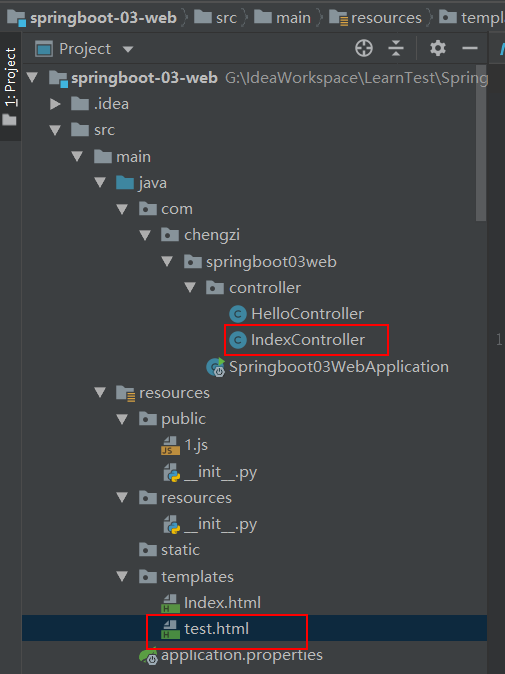 springboot-03-web src main resources templ
1: Project
Project
springboot-03-web G:\IdeaWorkspace\LearnTest\Spring
.idea
src
main
java
com
chengzi
springboot03web
controller
HelloController
IndexController
1
Springboot03WebApplication
resources
public
1.js
__init__.py
resources
__init__.py
static
templates
Index.html
test.html
application.properties